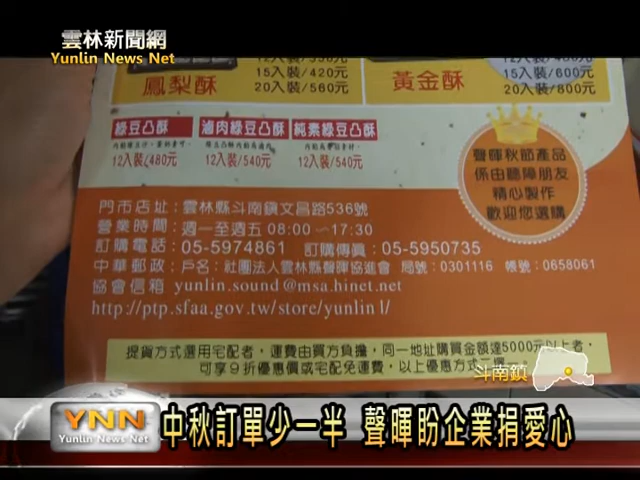 雲林新聞網
Yunlin News Net
12入裝/336元
15入裝/420元
20入裝/560元
鳳梨酥
15入裝/600元
20入裝/800元
黃金酥
綠豆凸酥
滷肉綠豆凸酥
純素綠豆凸酥
12入裝/480元
12入裝/540元
12入裝/540元
聲暉秋節產品
係由聽障朋友
精心製作
歡迎您選購
門市店址：雲林縣斗南鎮文昌路536號
營業時間：週一至週五 08:00 ~ 17:30
訂購電話：05-5974861 訂購傳真：05-5950735
中華郵政：戶名：社團法人雲林縣聲暉協進會 局號：0301116 帳號：0658061
協會信箱 yunlin.sound@msa.hinet.net
http://ptp.sfaa.gov.tw/store/yunlin1/
提貨方式選用宅配者，運費由買方負擔，同一地址購買金額達5000元以上者，
可享9折優惠價或宅配免運費，以上優惠方式二選一
斗南鎮
YNN
Yunlin News Net
中秋訂單少一半 聲暉盼企業捐愛心